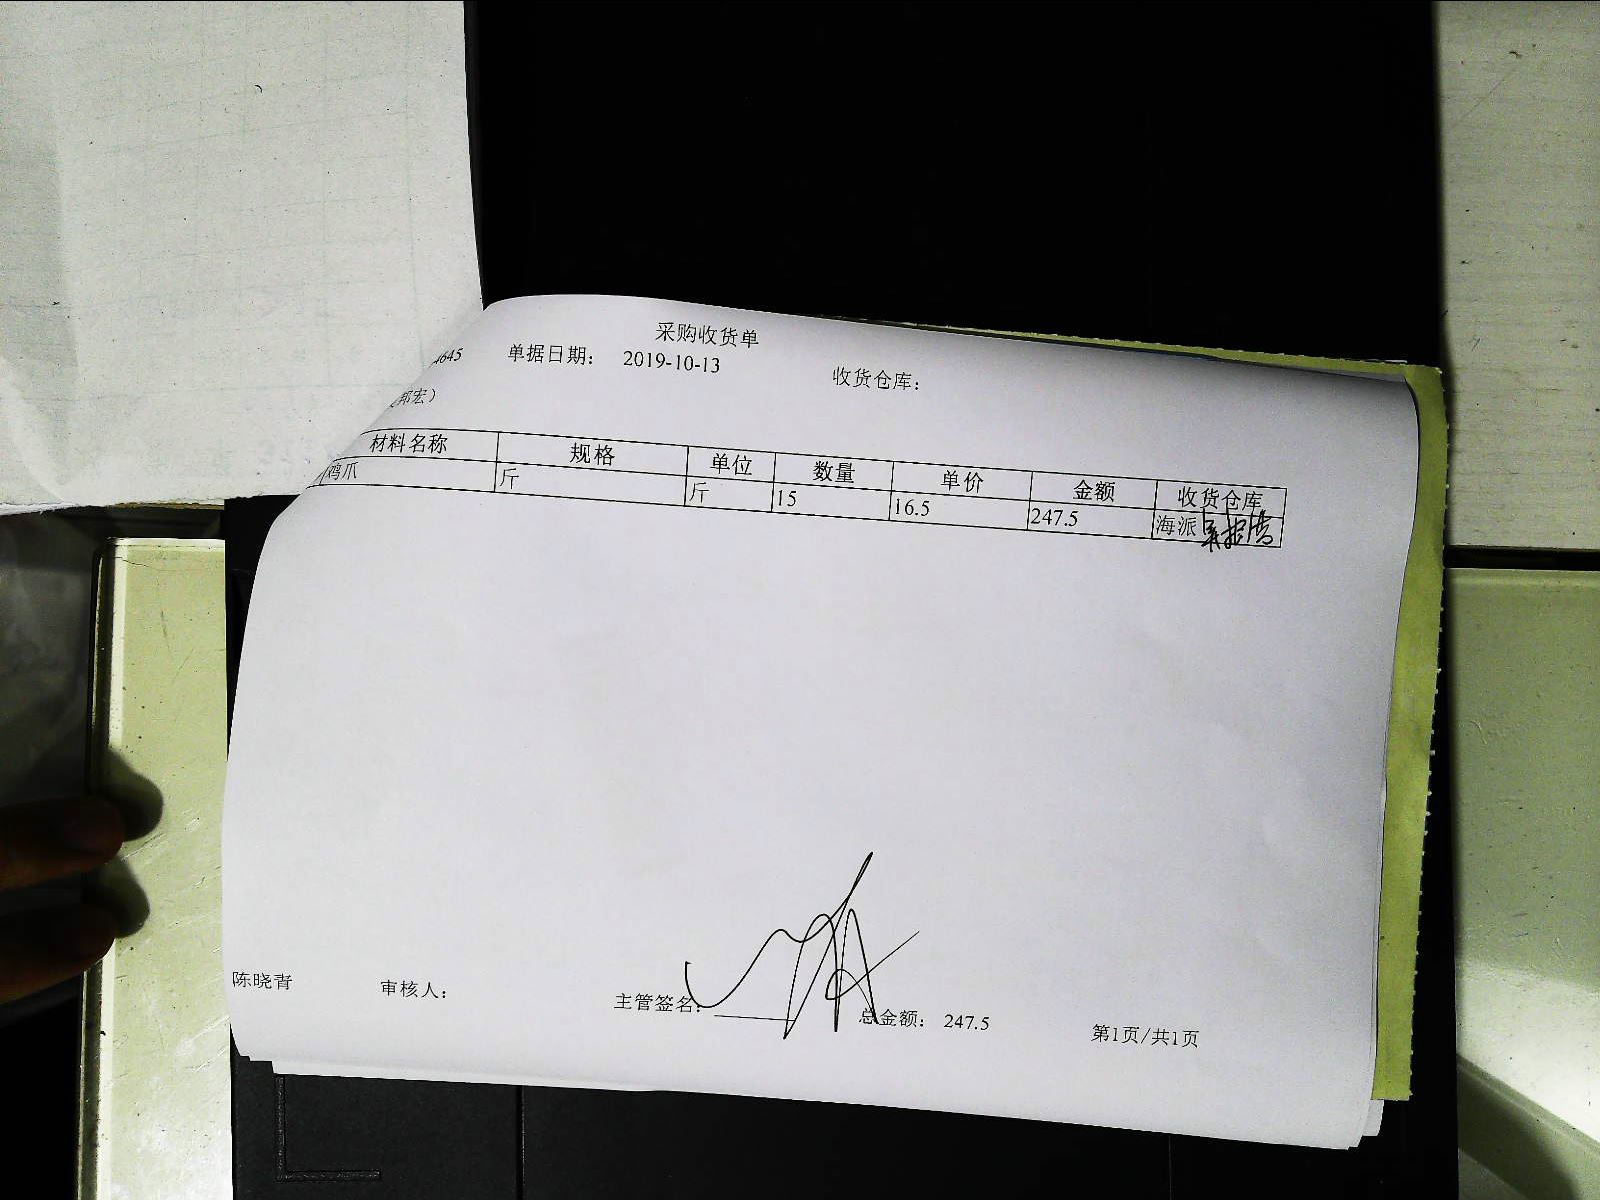 采购收货单
4645 单据日期： 2019-10-13 收货仓库：
邦宏）
材料名称 规格 单位 数量 单价 金额 收货仓库
鸡爪 斤 斤 15 16.5 247.5 海派
陈晓青 审核人： 主管签名： 总金额： 247.5 第1页/共1页